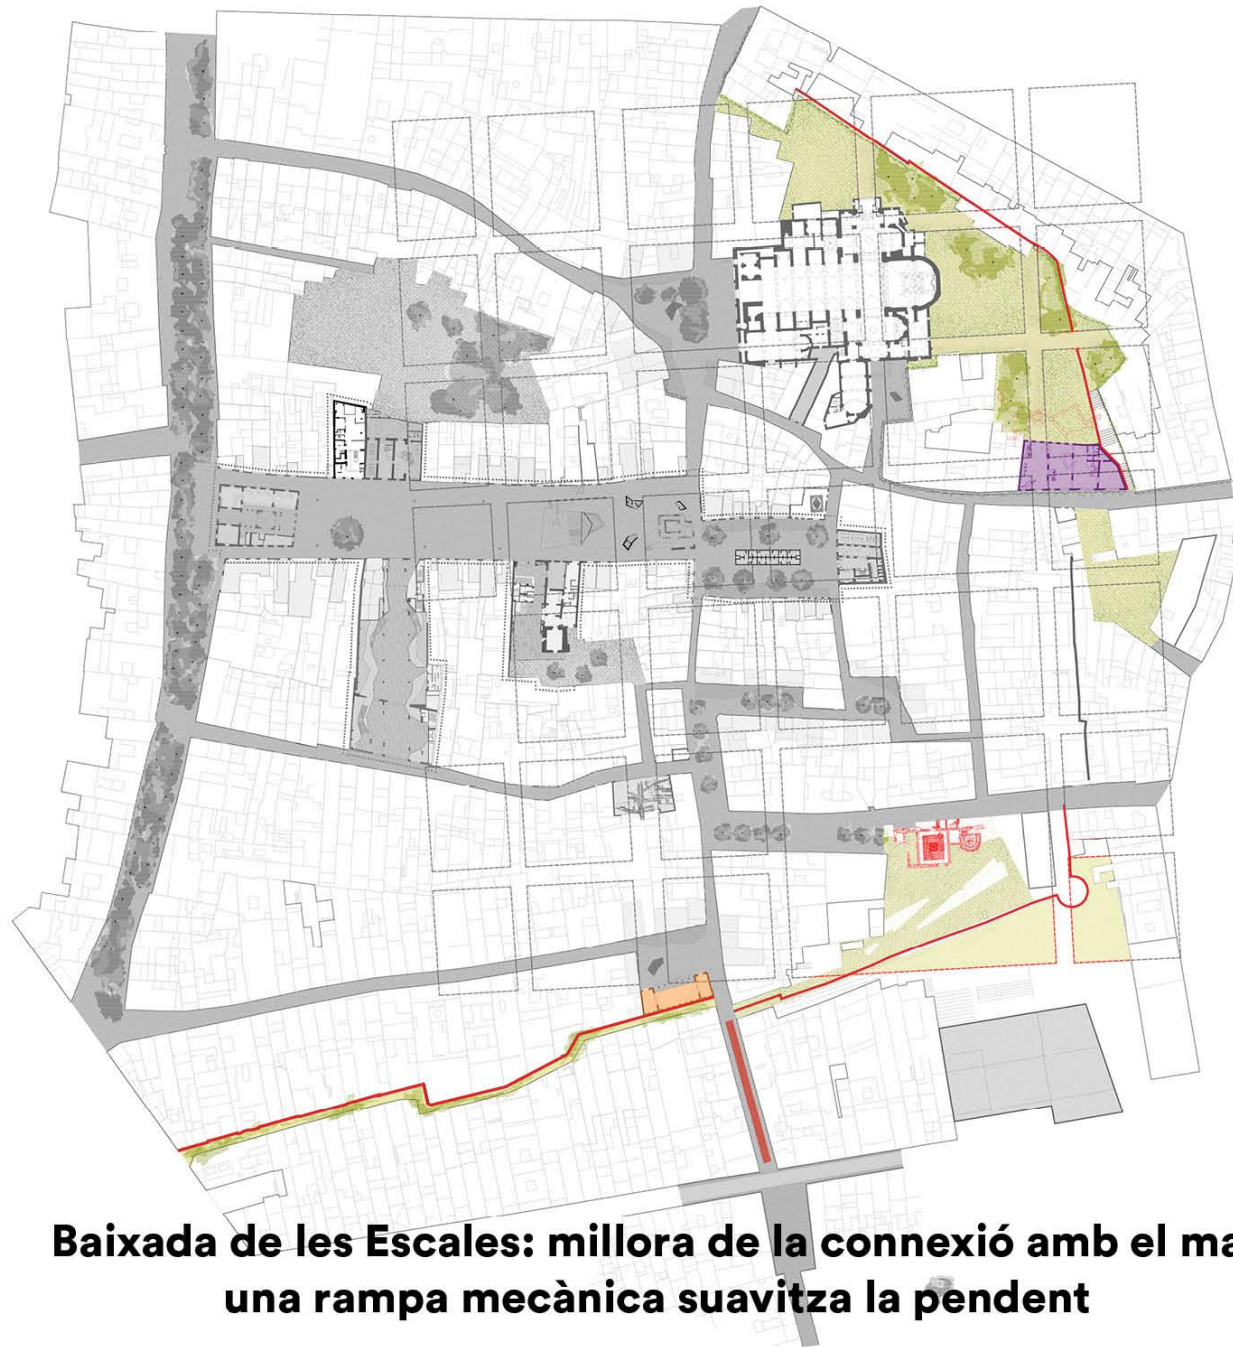 Baixada de les Escales: millora de la connexió amb el ma
una rampa mecànica suavitza la pendent